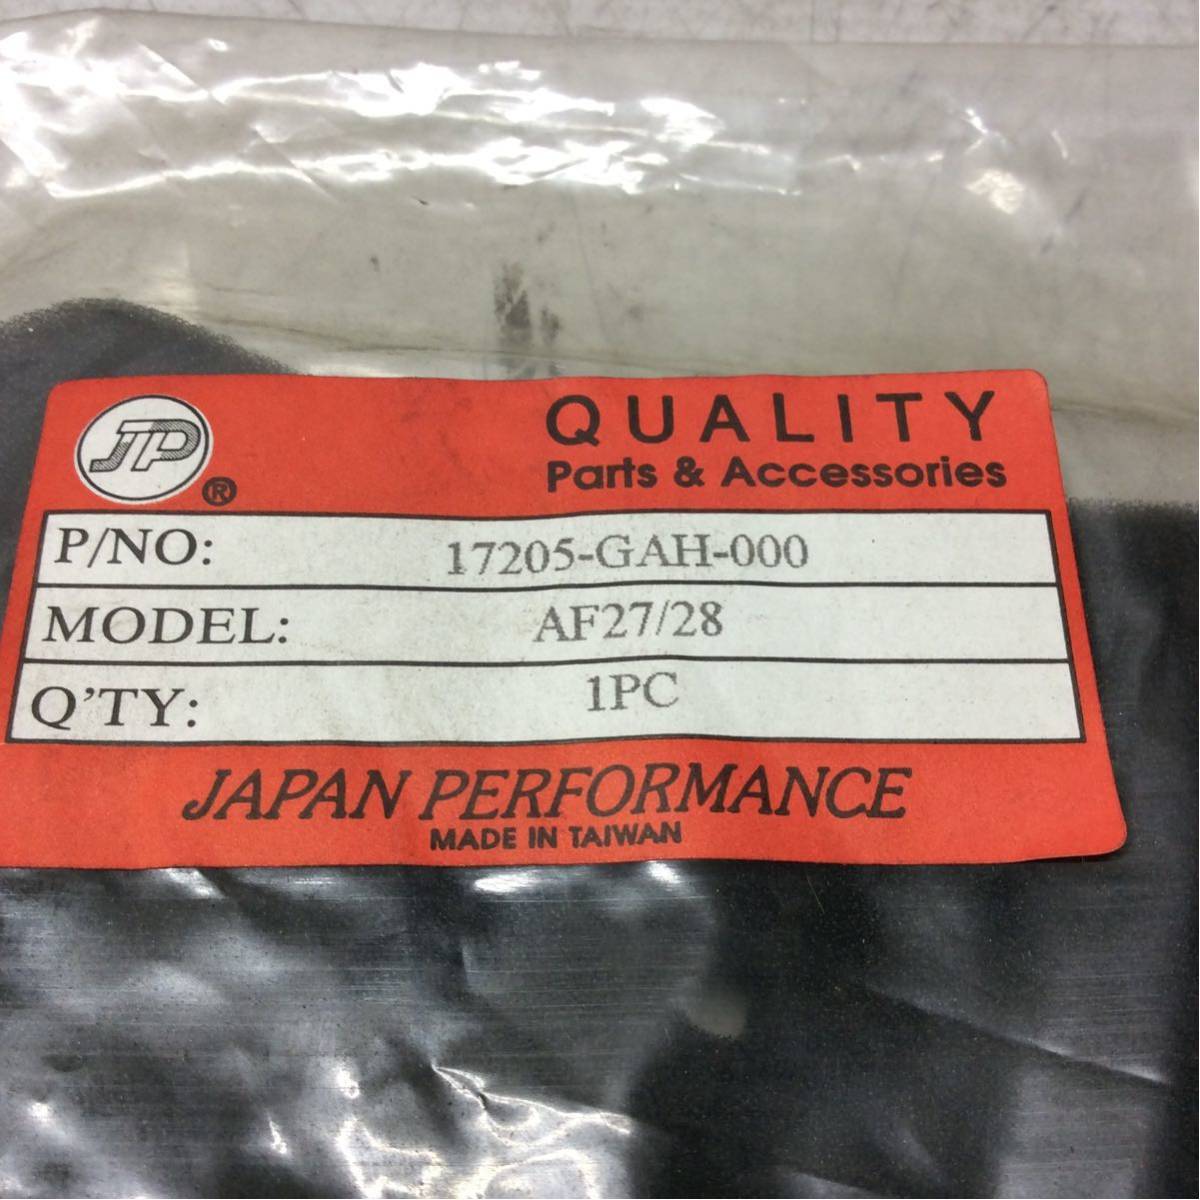 JP ®
QUALITY
Parts & Accessories
P/NO: 17205-GAH-000
MODEL: AF27/28
Q'TY: 1PC
JAPAN PERFORMANCE
MADE IN TAIWAN